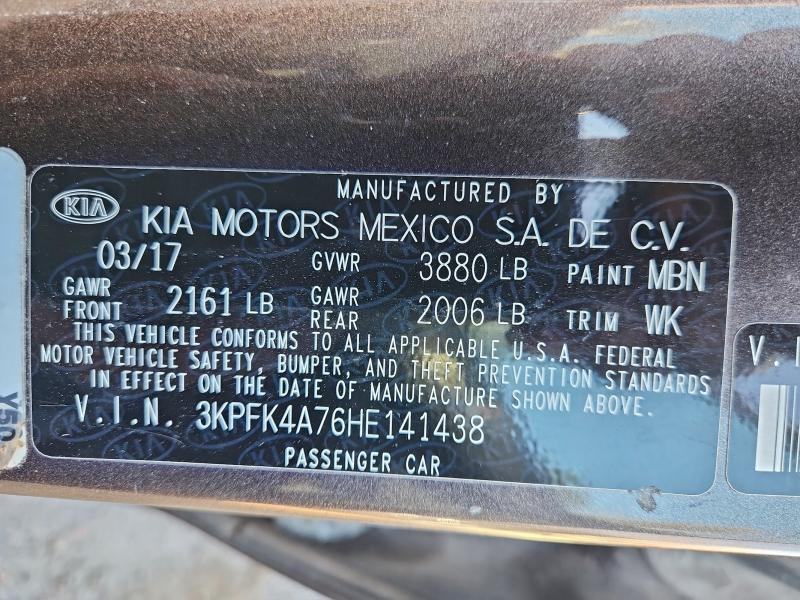 MANUFACTURED BY
KIA
KIA MOTORS MEXICO S.A. DE C.V.
03/17 GVWR 3880 LB PAINT MBN
GAWR FRONT 2161 LB GAWR REAR 2006 LB TRIM WK
THIS VEHICLE CONFORMS TO ALL APPLICABLE U.S.A. FEDERAL
MOTOR VEHICLE SAFETY, BUMPER, AND THEFT PREVENTION STANDARDS
IN EFFECT ON THE DATE OF MANUFACTURE SHOWN ABOVE.
V.I.N. 3KPFK4A76HE141438
PASSENGER CAR
V.I
Y50